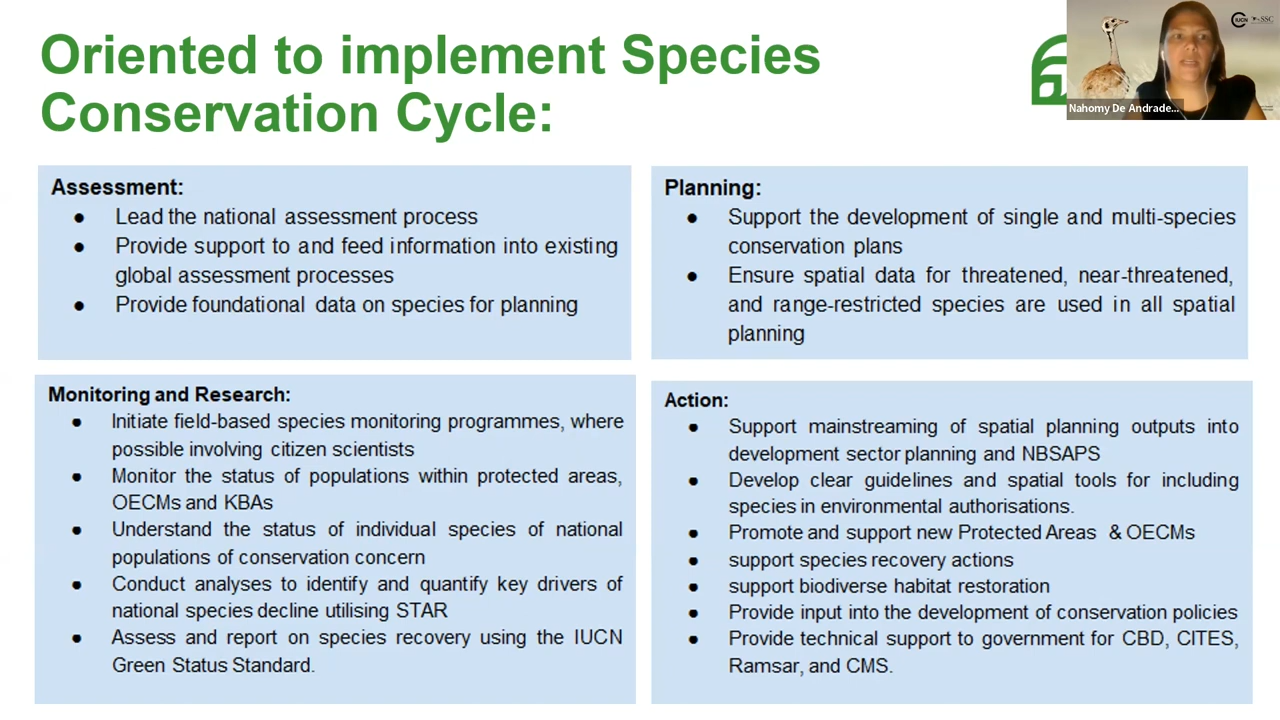 Oriented to implement Species
Conservation Cycle:
IUCN
SSC
Nahomy De Andrade...
Assessment:
● Lead the national assessment process
● Provide support to and feed information into existing
global assessment processes
● Provide foundational data on species for planning
Planning:
● Support the development of single and multi-species
conservation plans
● Ensure spatial data for threatened, near-threatened,
and range-restricted species are used in all spatial
planning
Monitoring and Research:
● Initiate field-based species monitoring programmes, where
possible involving citizen scientists
● Monitor the status of populations within protected areas,
OECMs and KBAs
● Understand the status of individual species of national
populations of conservation concern
● Conduct analyses to identify and quantify key drivers of
national species decline utilising STAR
● Assess and report on species recovery using the IUCN
Green Status Standard.
Action:
● Support mainstreaming of spatial planning outputs into
development sector planning and NBSAPS
● Develop clear guidelines and spatial tools for including
species in environmental authorisations.
● Promote and support new Protected Areas & OECMs
● support species recovery actions
● support biodiverse habitat restoration
● Provide input into the development of conservation policies
● Provide technical support to government for CBD, CITES,
Ramsar, and CMS.